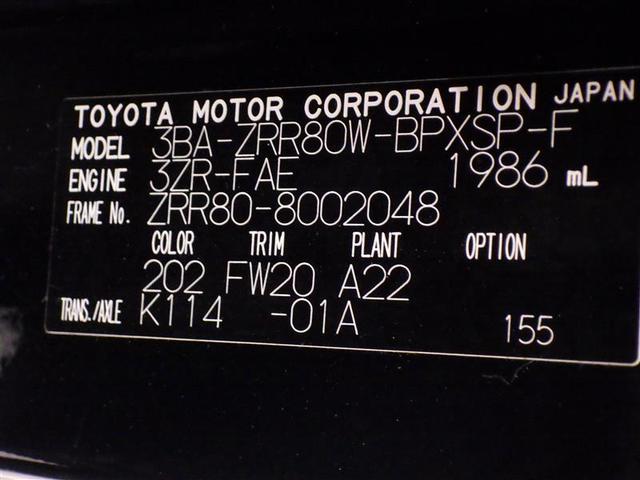 TOYOTA MOTOR CORPORATION JAPAN
MODEL 3BA-ZRR80W-BPXSP-F
ENGINE 3ZR-FAE 1986 mL
FRAME No. ZRR80-8002048
COLOR TRIM PLANT OPTION
202 FW20 A22
TRANS./AXLE K114 -01A 155